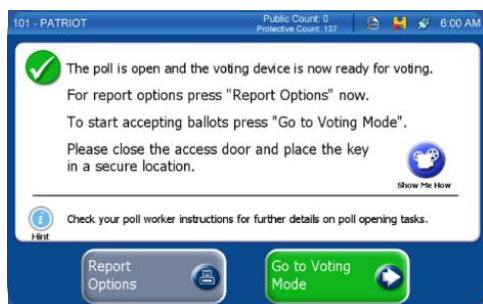 101 - PATRIOT
Public Count: 0
Protective Count: 137
6:00 AM
The poll is open and the voting device is now ready for voting.
For report options press "Report Options" now.
To start accepting ballots press "Go to Voting Mode".
Please close the access door and place the key
in a secure location.
Show Me How
Check your poll worker instructions for further details on poll opening tasks.
Hint
Report
Options
Go to Voting
Mode